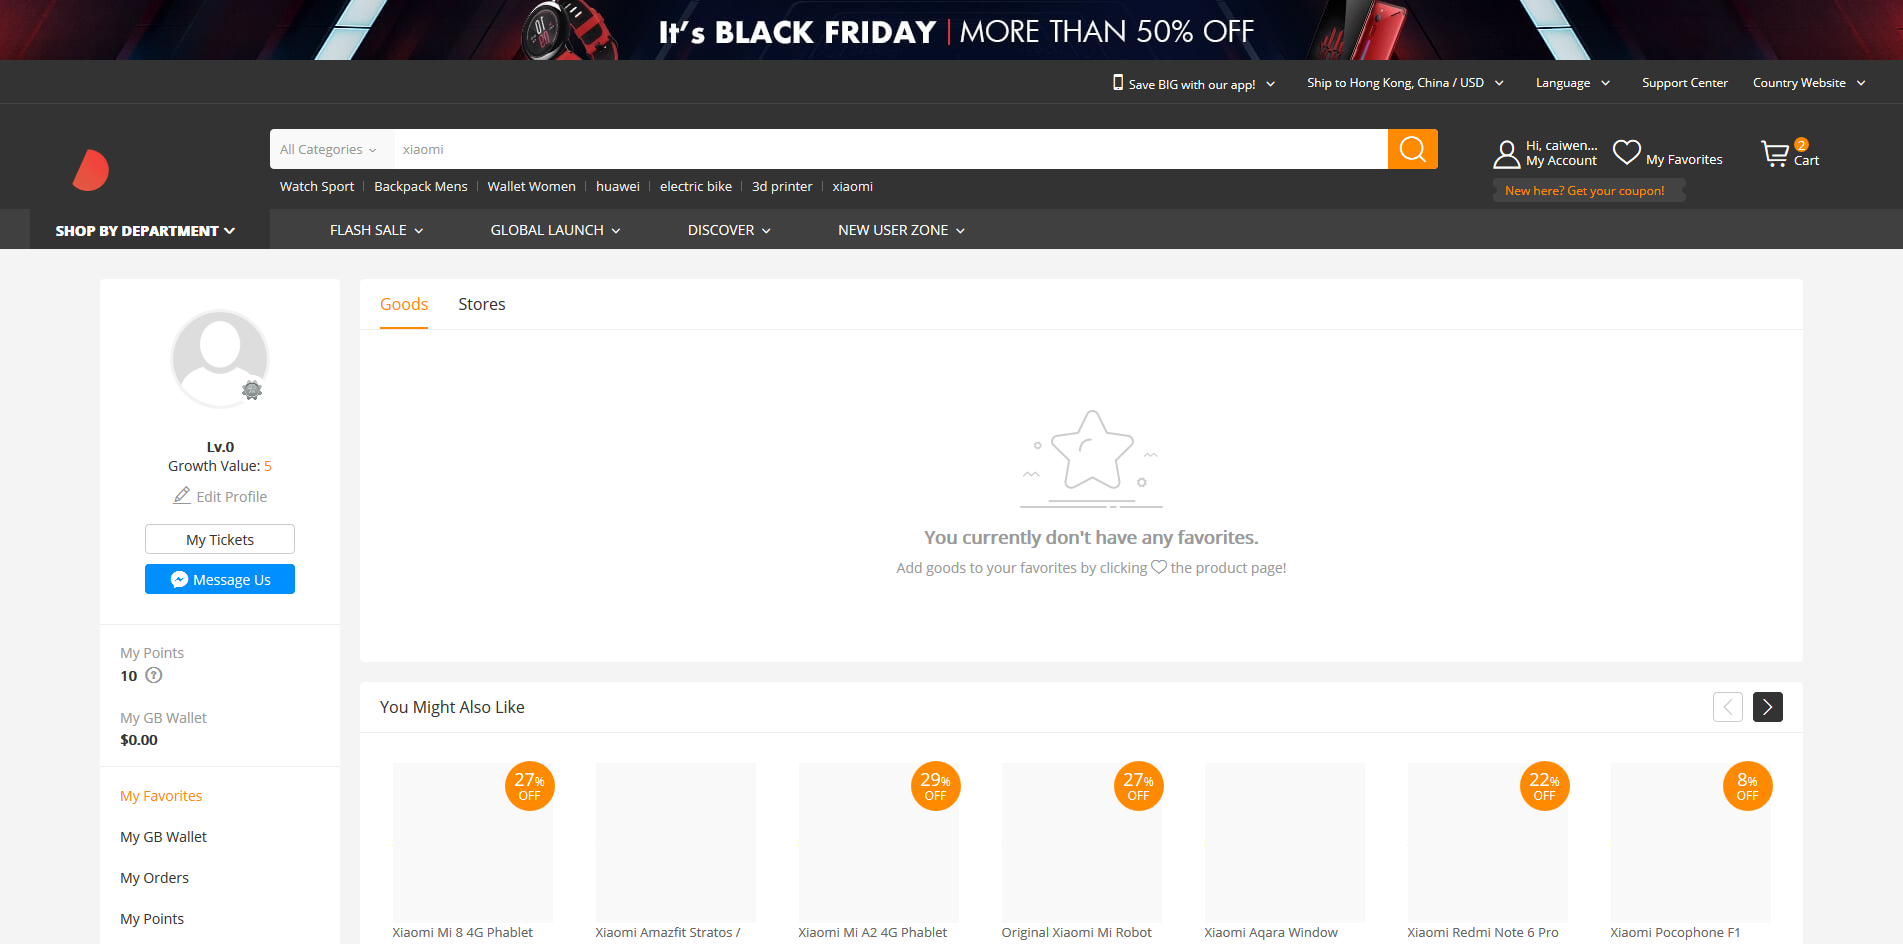 It's BLACK FRIDAY | MORE THAN 50% OFF
Save BIG with our app!
Ship to Hong Kong, China / USD
Language
Support Center
Country Website
All Categories
xiaomi
Hi, caiwen...
My Account
My Favorites
2
Cart
Watch Sport | Backpack Mens | Wallet Women | huawei | electric bike | 3d printer | xiaomi
New here? Get your coupon!
SHOP BY DEPARTMENT
FLASH SALE
GLOBAL LAUNCH
DISCOVER
NEW USER ZONE
Lv.0
Growth Value: 5
Edit Profile
My Tickets
Message Us
My Points
10 ?
My GB Wallet
$0.00
My Favorites
My GB Wallet
My Orders
My Points
Goods
Stores
You currently don't have any favorites.
Add goods to your favorites by clicking the product page!
You Might Also Like
27%
OFF
Xiaomi Mi 8 4G Phablet
Xiaomi Amazfit Stratos /
29%
OFF
Xiaomi Mi A2 4G Phablet
27%
OFF
Original Xiaomi Mi Robot
Xiaomi Aqara Window
22%
OFF
Xiaomi Redmi Note 6 Pro
8%
OFF
Xiaomi Pocophone F1